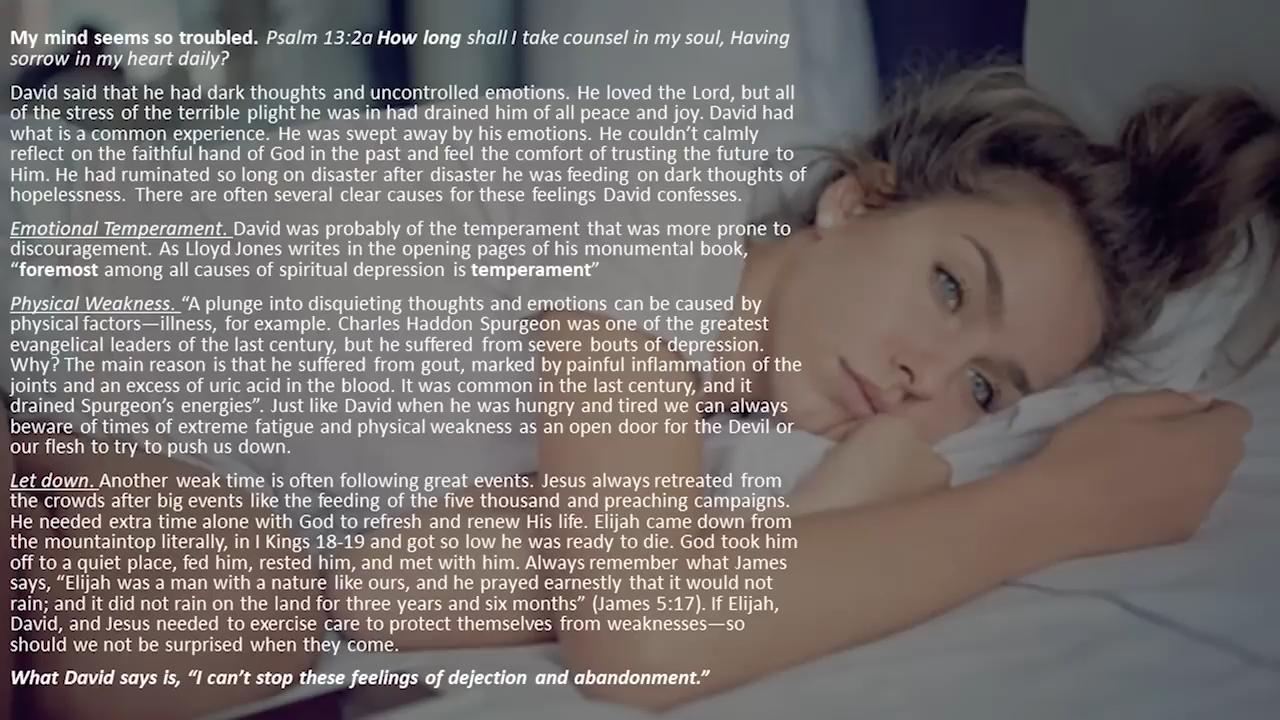 My mind seems so troubled. Psalm 13:2a How long shall I take counsel in my soul, Having
sorrow in my heart daily?
David said that he had dark thoughts and uncontrolled emotions. He loved the Lord, but all
of the stress of the terrible plight he was in had drained him of all peace and joy. David had
what is a common experience. He was swept away by his emotions. He couldn’t calmly
reflect on the faithful hand of God in the past and feel the comfort of trusting the future to
Him. He had ruminated so long on disaster after disaster he was feeding on dark thoughts of
hopelessness. There are often several clear causes for these feelings David confesses.
Emotional Temperament. David was probably of the temperament that was more prone to
discouragement. As Lloyd Jones writes in the opening pages of his monumental book,
“foremost among all causes of spiritual depression is temperament”
Physical Weakness. “A plunge into disquieting thoughts and emotions can be caused by
physical factors—illness, for example. Charles Haddon Spurgeon was one of the greatest
evangelical leaders of the last century, but he suffered from severe bouts of depression.
Why? The main reason is that he suffered from gout, marked by painful inflammation of the
joints and an excess of uric acid in the blood. It was common in the last century, and it
drained Spurgeon’s energies”. Just like David when he was hungry and tired we can always
beware of times of extreme fatigue and physical weakness as an open door for the Devil or
our flesh to try to push us down.
Let down. Another weak time is often following great events. Jesus always retreated from
the crowds after big events like the feeding of the five thousand and preaching campaigns.
He needed extra time alone with God to refresh and renew His life. Elijah came down from
the mountaintop literally, in I Kings 18-19 and got so low he was ready to die. God took him
off to a quiet place, fed him, rested him, and met with him. Always remember what James
says, “Elijah was a man with a nature like ours, and he prayed earnestly that it would not
rain; and it did not rain on the land for three years and six months” (James 5:17). If Elijah,
David, and Jesus needed to exercise care to protect themselves from weaknesses—so
should we not be surprised when they come.
What David says is, “I can’t stop these feelings of dejection and abandonment.”